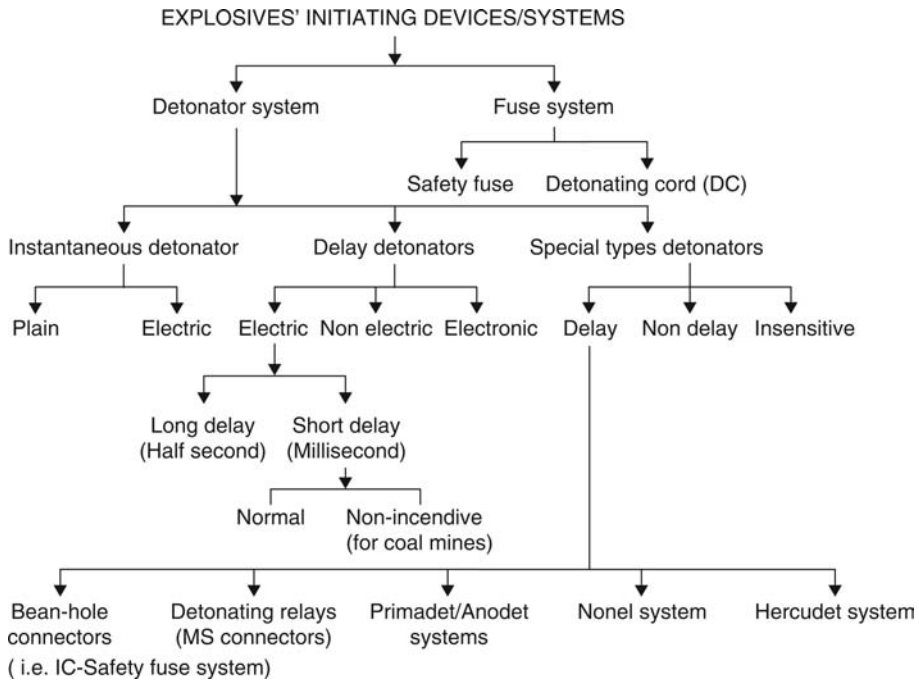 EXPLOSIVES' INITIATING DEVICES/SYSTEMS
Detonator system
Fuse system
Safety fuse
Detonating cord (DC)
Instantaneous detonator
Delay detonators
Special types detonators
Plain
Electric
Electric
Non electric
Electronic
Delay
Non delay
Insensitive
Long delay
(Half second)
Short delay
(Millisecond)
Normal
Non-incendive
(for coal mines)
Bean-hole
connectors
( i.e. IC-Safety fuse system)
Detonating relays
(MS connectors)
Primadet/Anodet
systems
Nonel system
Hercudet system